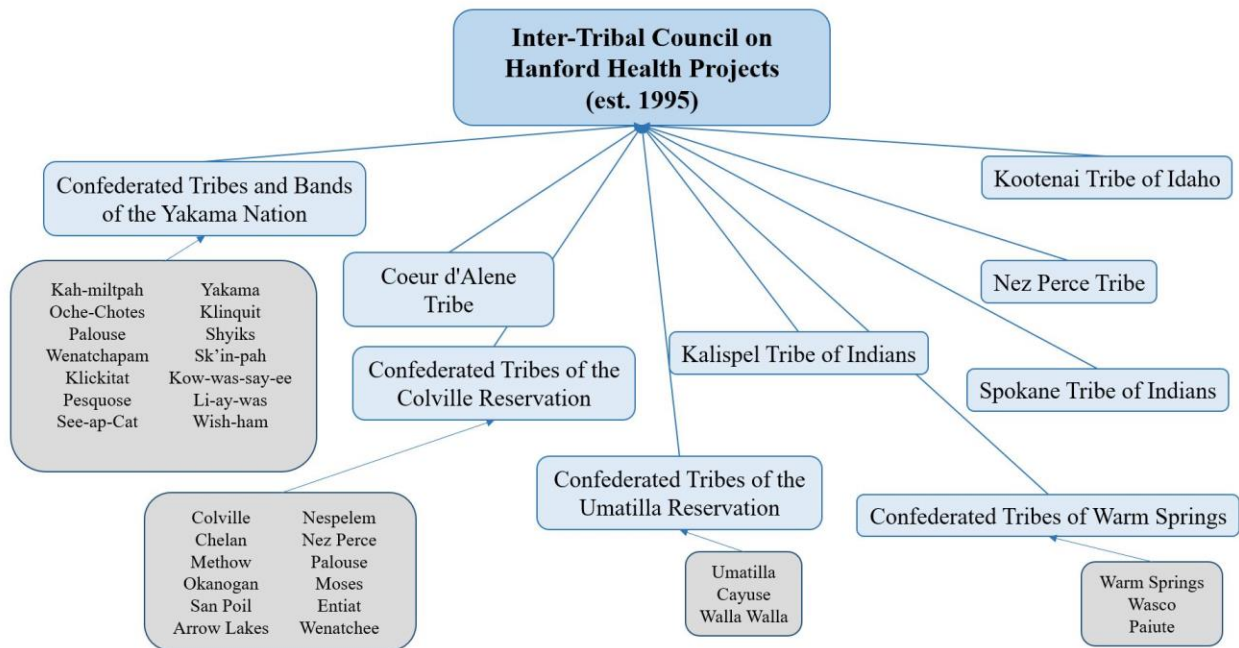 Inter-Tribal Council on
Hanford Health Projects
(est. 1995)
Confederated Tribes and Bands
of the Yakama Nation
Kah-miltpah
Oche-Chotes
Palouse
Wenatchapam
Klickitat
Pesquose
See-ap-Cat
Yakama
Klinquit
Shyiks
Sk’in-pah
Kow-was-say-ee
Li-ay-was
Wish-ham
Coeur d'Alene
Tribe
Confederated Tribes of the
Colville Reservation
Colville
Chelan
Methow
Okanogan
San Poil
Arrow Lakes
Nespelem
Nez Perce
Palouse
Moses
Entiat
Wenatchee
Confederated Tribes of the
Umatilla Reservation
Umatilla
Cayuse
Walla Walla
Kalispel Tribe of Indians
Confederated Tribes of Warm Springs
Warm Springs
Wasco
Paiute
Spokane Tribe of Indians
Nez Perce Tribe
Kootenai Tribe of Idaho